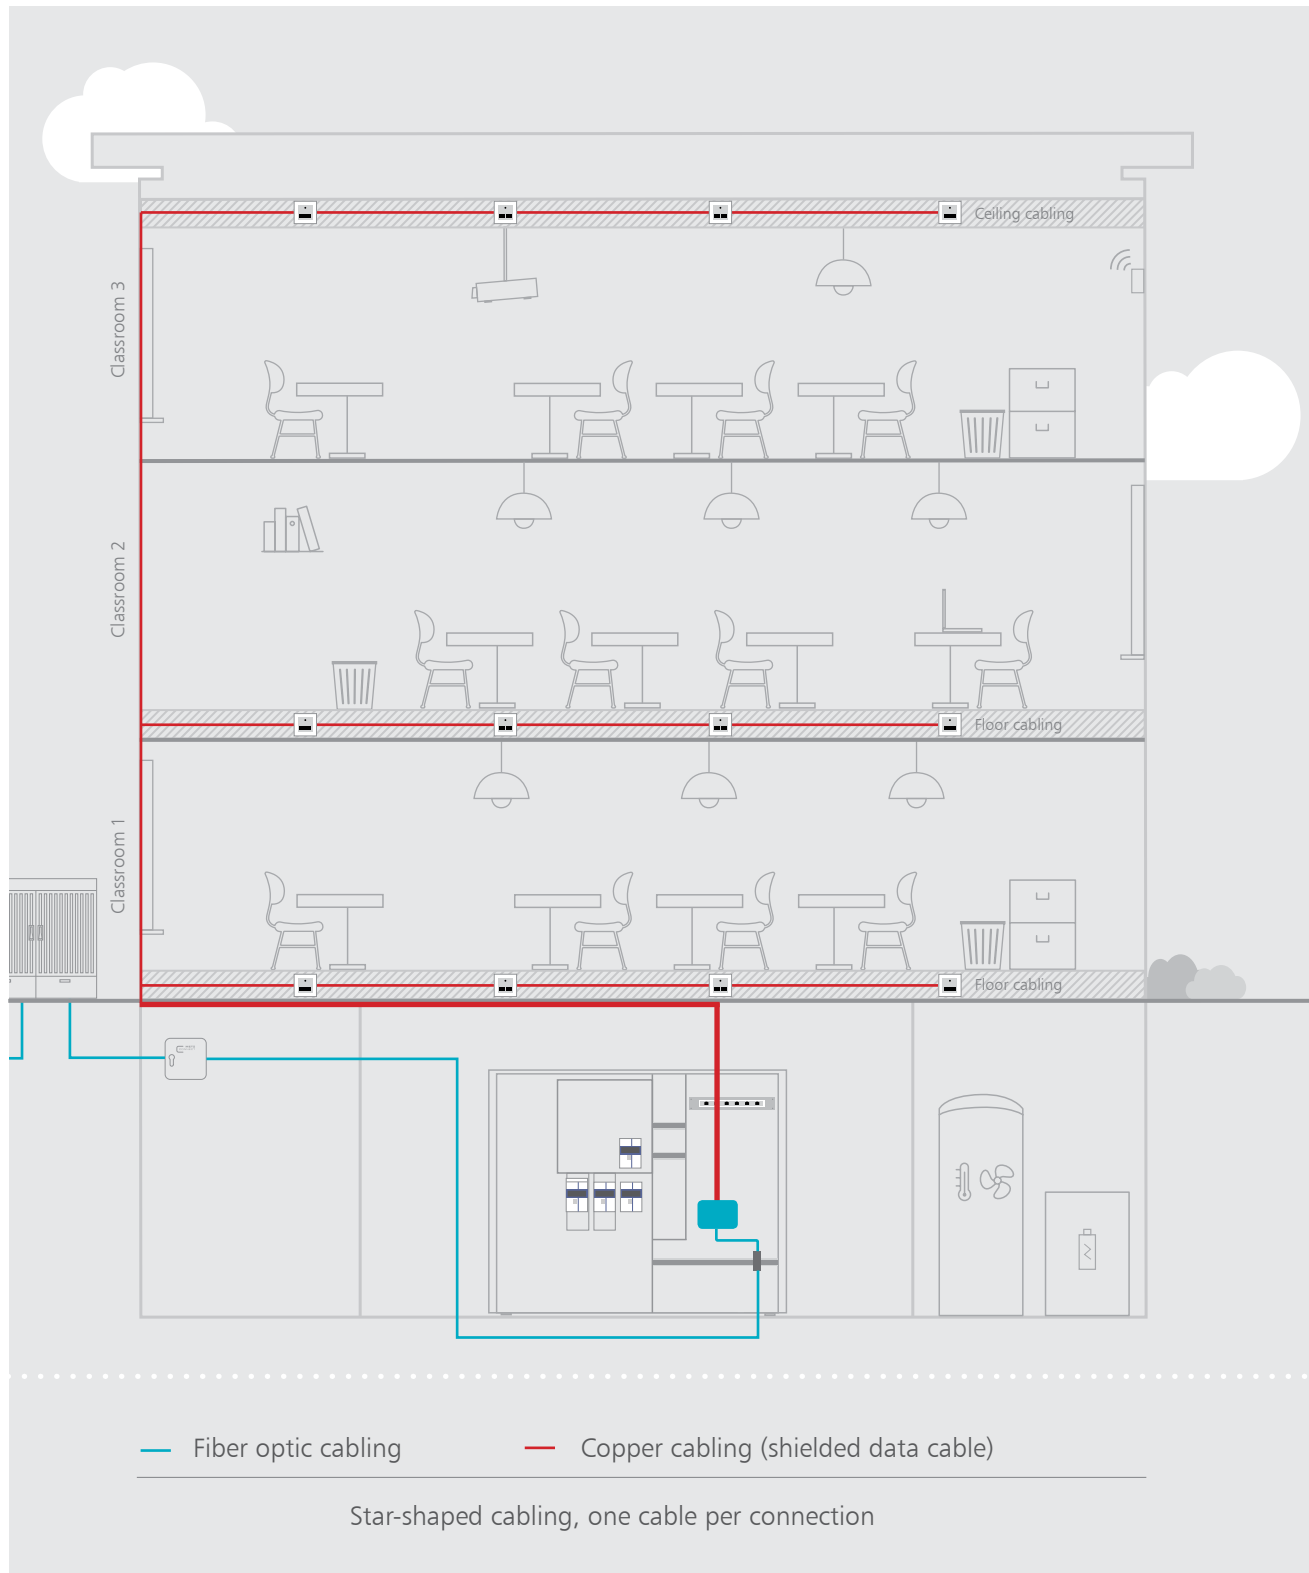 Ceiling cabling
Classroom 3
Classroom 2
Floor cabling
Classroom 1
Floor cabling
Fiber optic cabling
Copper cabling (shielded data cable)
Star-shaped cabling, one cable per connection